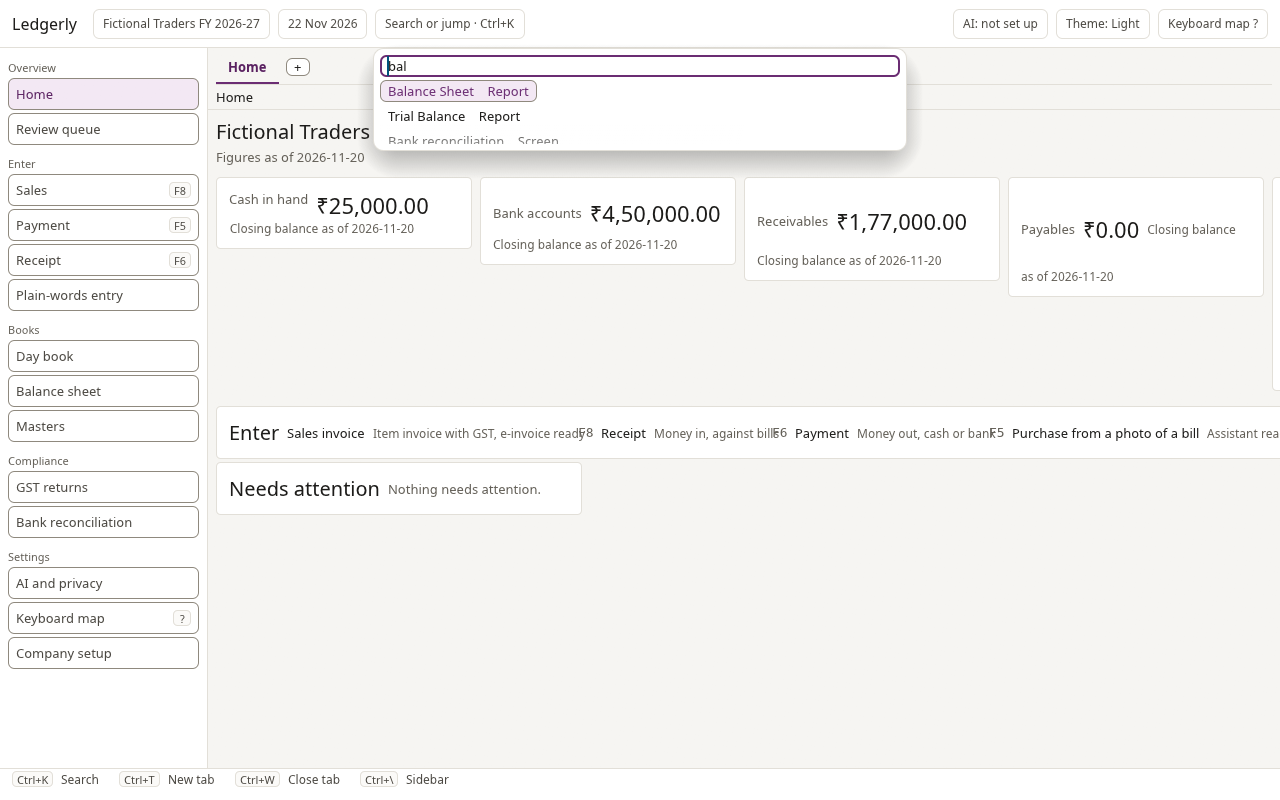 Ledgerly
Fictional Traders FY 2026-27
22 Nov 2026
Search or jump · Ctrl+K
AI: not set up
Theme: Light
Keyboard map ?
Overview
Home
Review queue
Enter
Sales F8
Payment F5
Receipt F6
Plain-words entry
Books
Day book
Balance sheet
Masters
Compliance
GST returns
Bank reconciliation
Settings
AI and privacy
Keyboard map ?
Company setup
Home +
bal
Balance Sheet Report
Trial Balance Report
Bank reconciliation Screen
Home
Fictional Traders
Figures as of 2026-11-20
Cash in hand ₹25,000.00
Closing balance as of 2026-11-20
Bank accounts ₹4,50,000.00
Closing balance as of 2026-11-20
Receivables ₹1,77,000.00
Closing balance as of 2026-11-20
Payables ₹0.00 Closing balance
as of 2026-11-20
Enter Sales invoice Item invoice with GST, e-invoice ready F8 Receipt Money in, against bills F6 Payment Money out, cash or bank F5 Purchase from a photo of a bill Assistant
Needs attention Nothing needs attention.
Ctrl+K Search Ctrl+T New tab Ctrl+W Close tab Ctrl+\ Sidebar